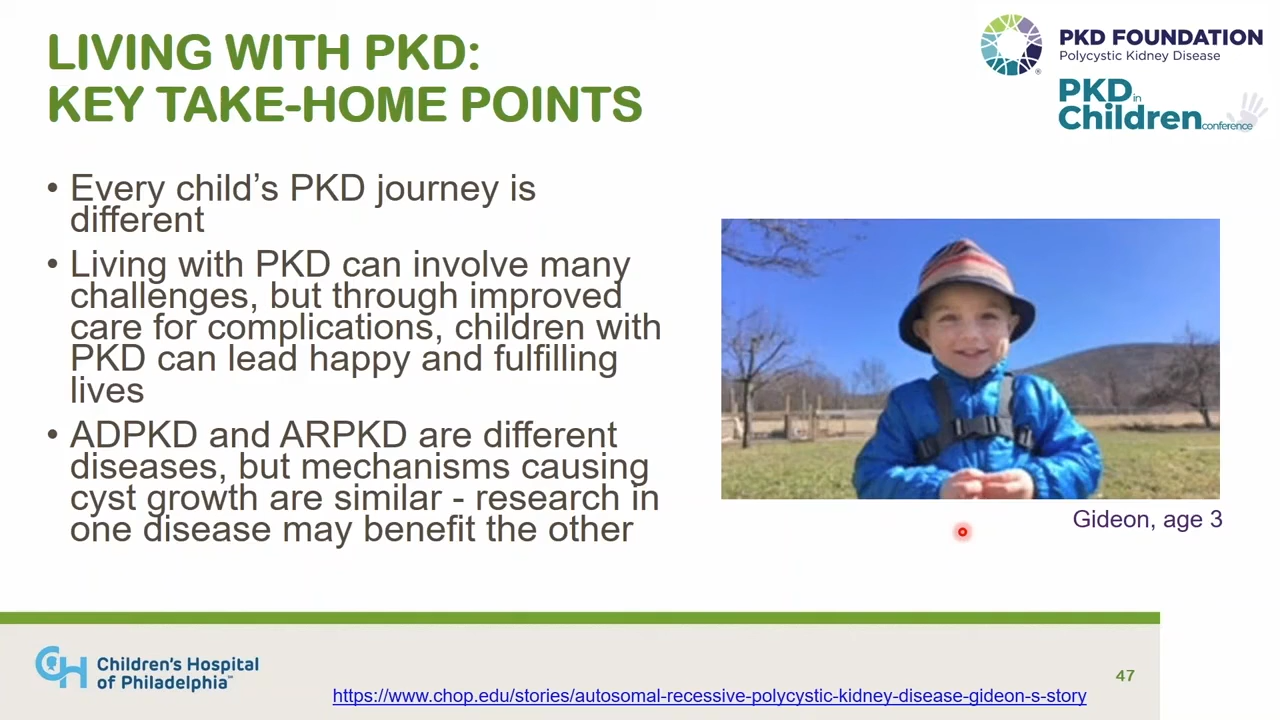 LIVING WITH PKD:
KEY TAKE-HOME POINTS
PKD FOUNDATION
Polycystic Kidney Disease
PKD in
Children conference
• Every child’s PKD journey is
different
• Living with PKD can involve many
challenges, but through improved
care for complications, children with
PKD can lead happy and fulfilling
lives
• ADPKD and ARPKD are different
diseases, but mechanisms causing
cyst growth are similar - research in
one disease may benefit the other
Gideon, age 3
CH
Children's Hospital
of Philadelphia
47
https://www.chop.edu/stories/autosomal-recessive-polycystic-kidney-disease-gideon-s-story